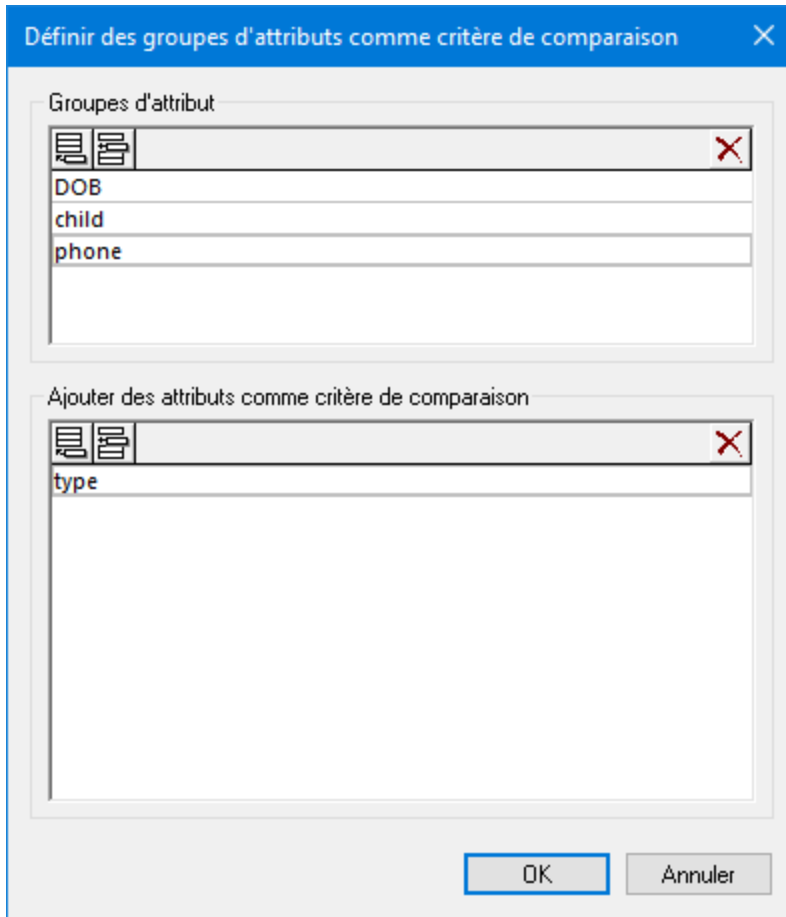 Définir des groupes d'attributs comme critère de comparaison
Groupes d'attribut
DOB
child
phone
Ajouter des attributs comme critère de comparaison
type
OK
Annuler